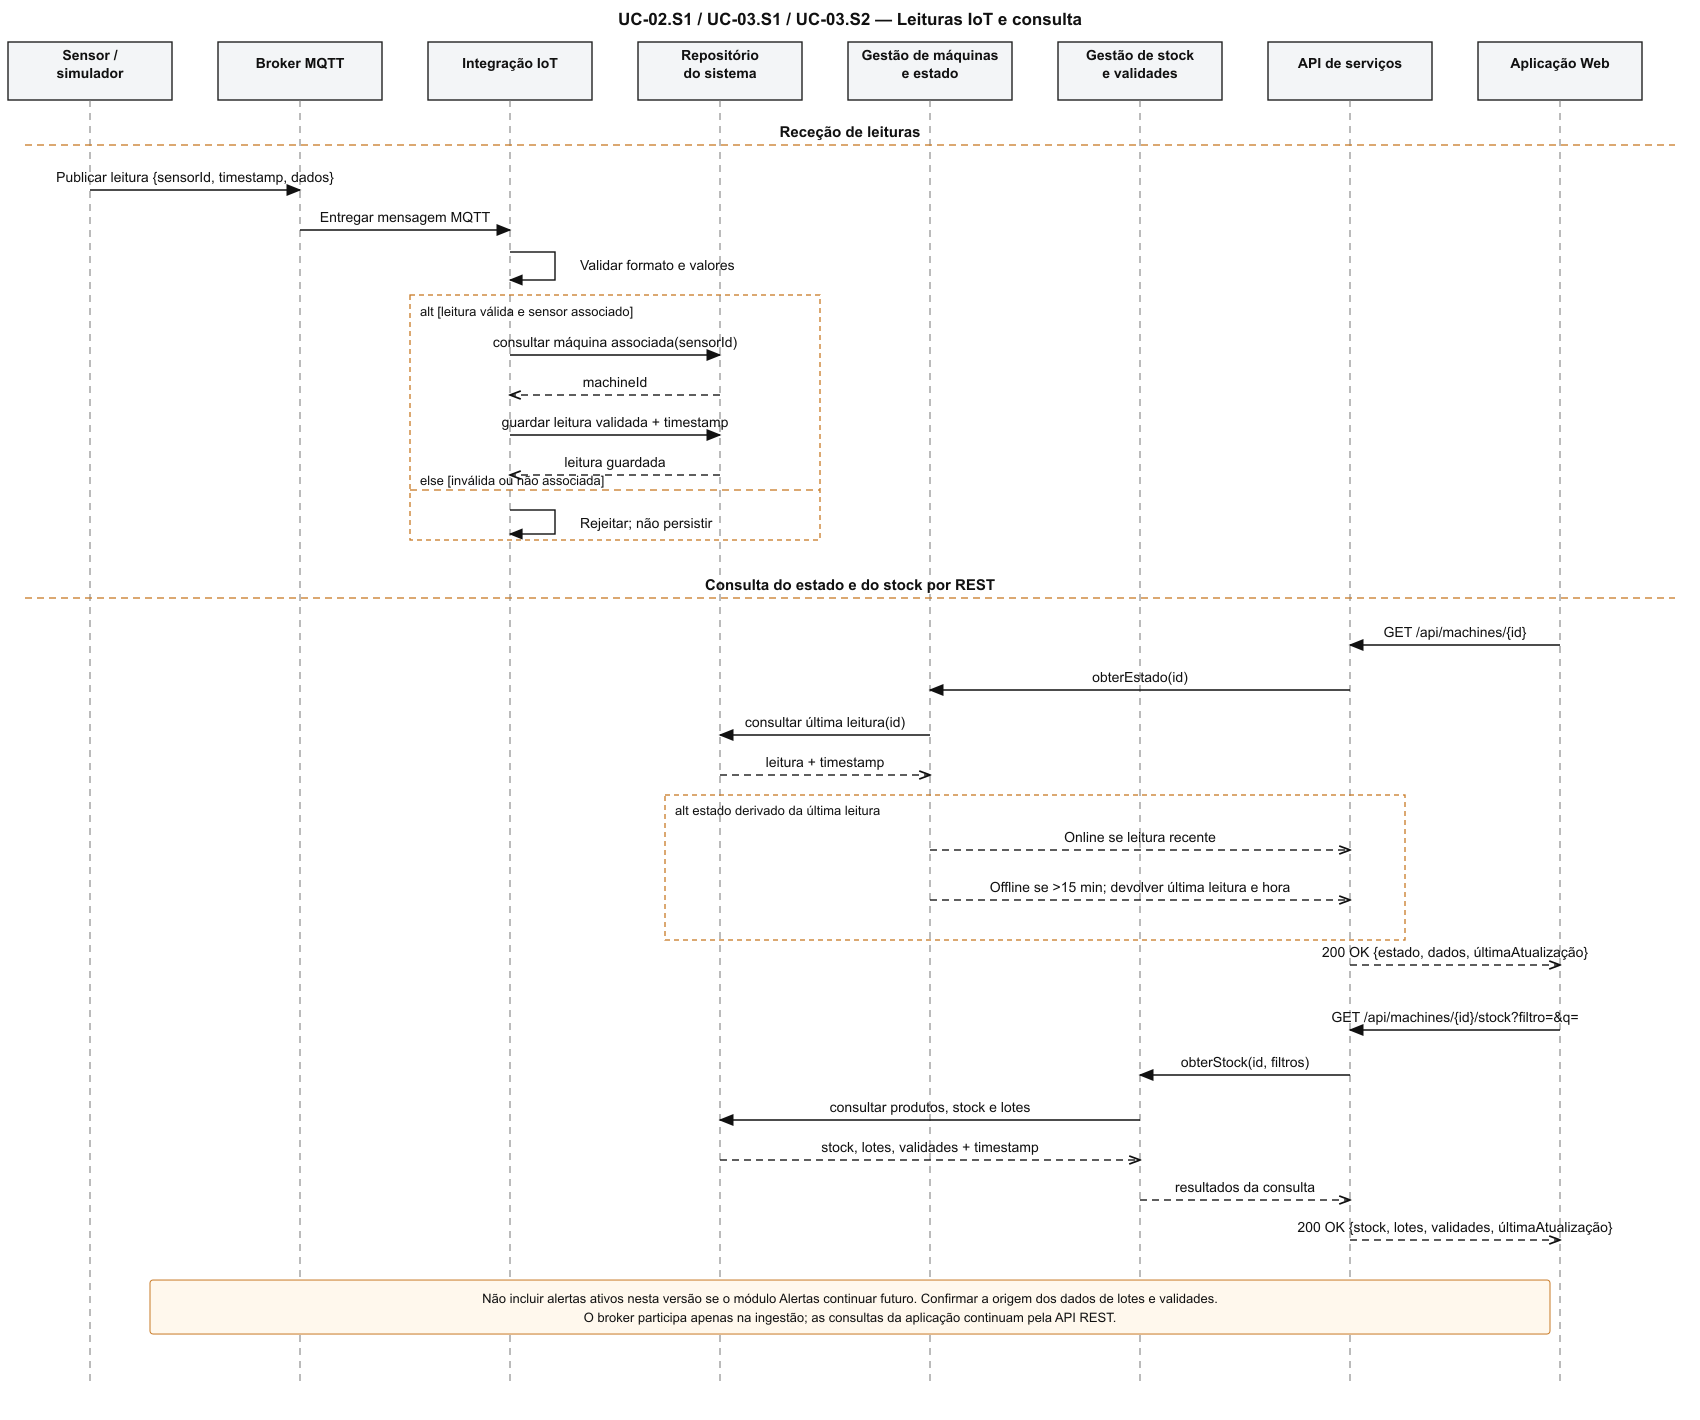 UC-02.S1 / UC-03.S1 / UC-03.S2 — Leituras IoT e consulta
Sensor /
simulador
Broker MQTT
Integração IoT
Repositório
do sistema
Gestão de máquinas
e estado
Gestão de stock
e validades
API de serviços
Aplicação Web
Receção de leituras
Publicar leitura {sensorId, timestamp, dados}
Entregar mensagem MQTT
Validar formato e valores
alt [leitura válida e sensor associado]
consultar máquina associada(sensorId)
machineId
guardar leitura validada + timestamp
leitura guardada
else [inválida ou não associada]
Rejeitar; não persistir
Consulta do estado e do stock por REST
GET /api/machines/{id}
obterEstado(id)
consultar última leitura(id)
leitura + timestamp
alt estado derivado da última leitura
Online se leitura recente
Offline se >15 min; devolver última leitura e hora
200 OK {estado, dados, últimaAtualização}
GET /api/machines/{id}/stock?filtro=&q=
obterStock(id, filtros)
consultar produtos, stock e lotes
stock, lotes, validades + timestamp
resultados da consulta
200 OK {stock, lotes, validades, últimaAtualização}
Não incluir alertas ativos nesta versão se o módulo Alertas continuar futuro. Confirmar a origem dos dados de lotes e validades.
O broker participa apenas na ingestão; as consultas da aplicação continuam pela API REST.